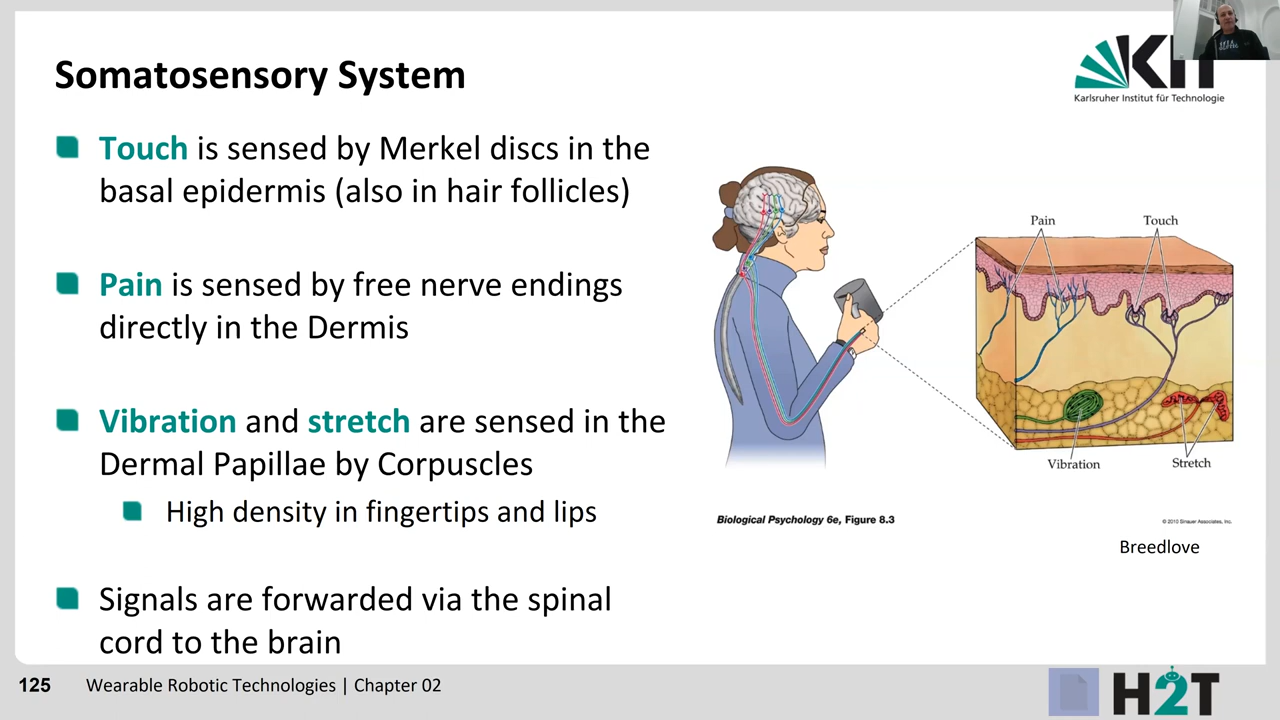 Somatosensory System
KIT
Karlsruher Institut für Technologie
Touch is sensed by Merkel discs in the
basal epidermis (also in hair follicles)
Pain is sensed by free nerve endings
directly in the Dermis
Vibration and stretch are sensed in the
Dermal Papillae by Corpuscles
High density in fingertips and lips
Signals are forwarded via the spinal
cord to the brain
Pain
Touch
Vibration
Stretch
Biological Psychology 6e, Figure 8.3
© 2010 Sinauer Associates, Inc.
Breedlove
125
Wearable Robotic Technologies | Chapter 02
H2T